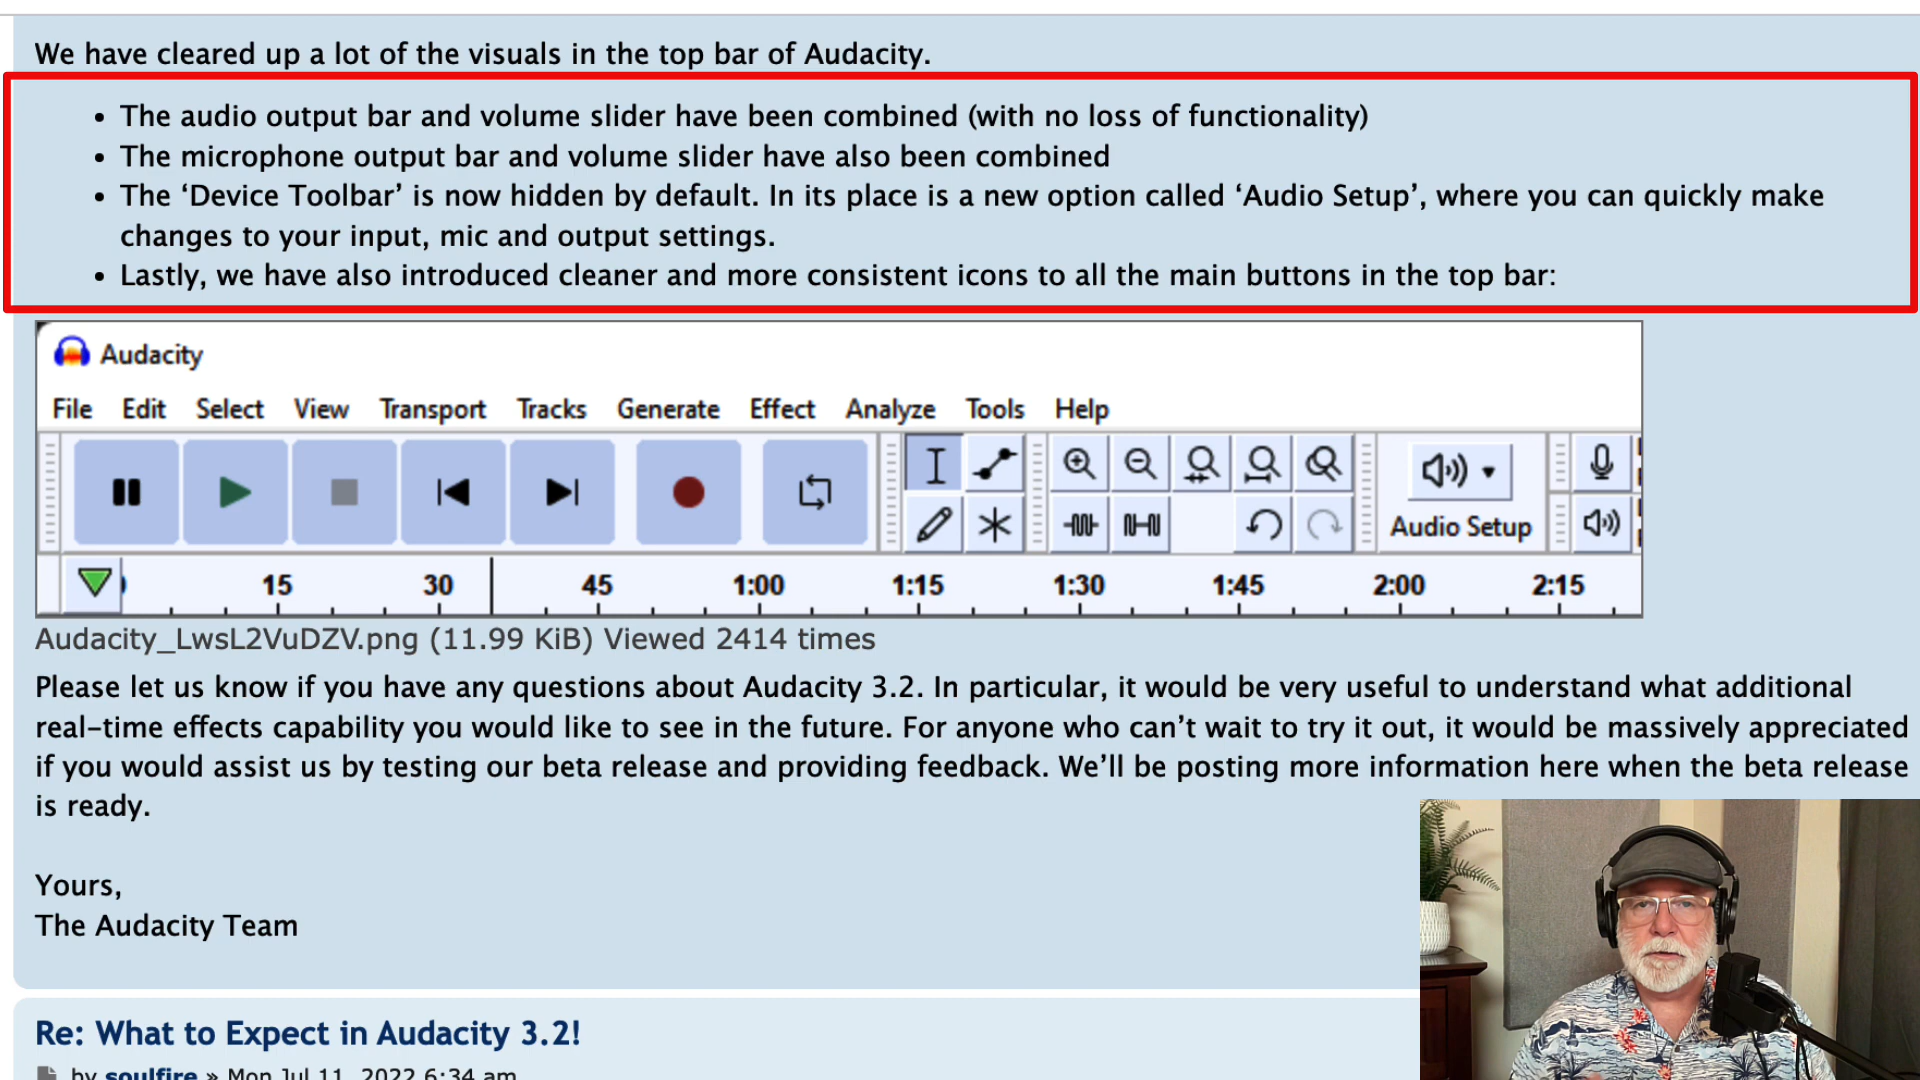 We have cleared up a lot of the visuals in the top bar of Audacity.
• The audio output bar and volume slider have been combined (with no loss of functionality)
• The microphone output bar and volume slider have also been combined
• The ‘Device Toolbar’ is now hidden by default. In its place is a new option called ‘Audio Setup’, where you can quickly make
changes to your input, mic and output settings.
• Lastly, we have also introduced cleaner and more consistent icons to all the main buttons in the top bar:
Audacity
File Edit Select View Transport Tracks Generate Effect Analyze Tools Help
Audio Setup
15 30 45 1:00 1:15 1:30 1:45 2:00 2:15
Audacity_LwsL2VuDZV.png (11.99 KiB) Viewed 2414 times
Please let us know if you have any questions about Audacity 3.2. In particular, it would be very useful to understand what additional
real-time effects capability you would like to see in the future. For anyone who can’t wait to try it out, it would be massively appreciated
if you would assist us by testing our beta release and providing feedback. We’ll be posting more information here when the beta release
is ready.
Yours,
The Audacity Team
Re: What to Expect in Audacity 3.2!
by soulfire » Mon Jul 11, 2022 6:34 am